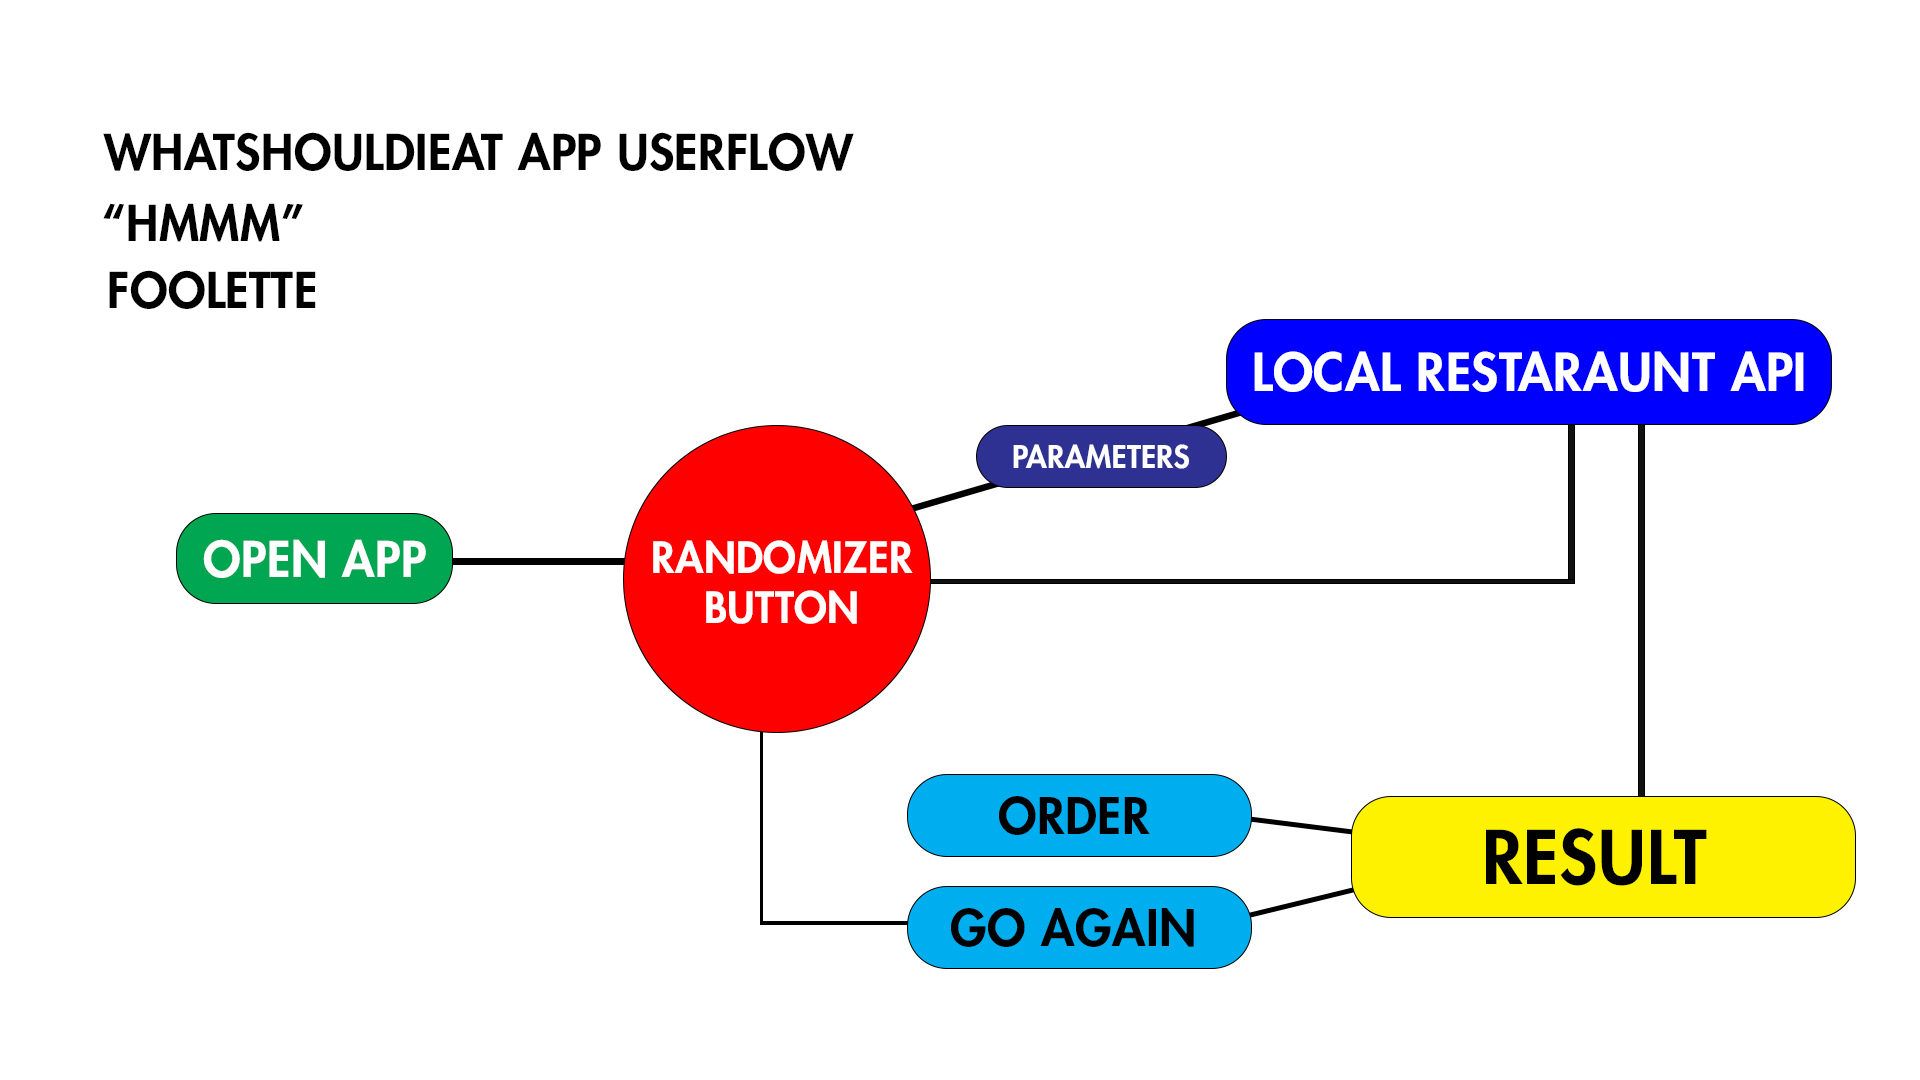 WHATSHOULDIEAT APP USERFLOW
“HMMM”
FOOLETTE
LOCAL RESTARAUNT API
PARAMETERS
OPEN APP
RANDOMIZER
BUTTON
ORDER
RESULT
GO AGAIN